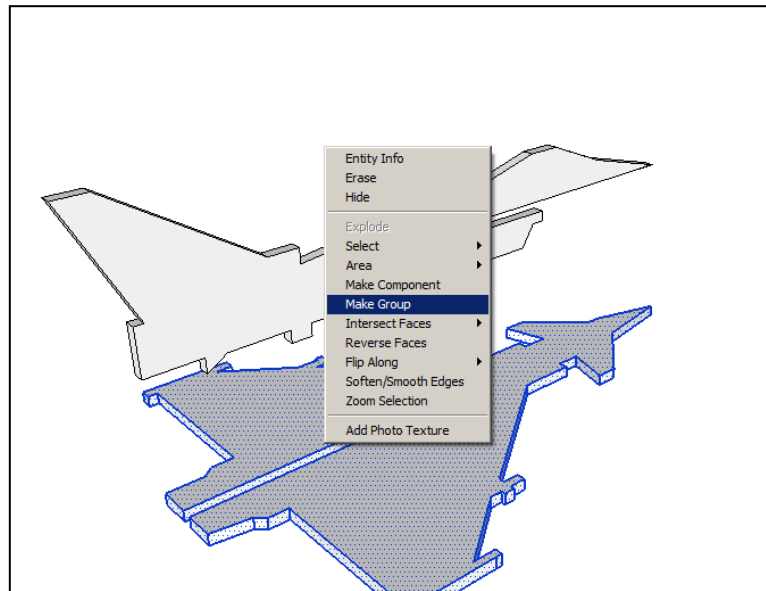 Entity Info
Erase
Hide
Explode
Select
Area
Make Component
Make Group
Intersect Faces
Reverse Faces
Flip Along
Soften/Smooth Edges
Zoom Selection
Add Photo Texture